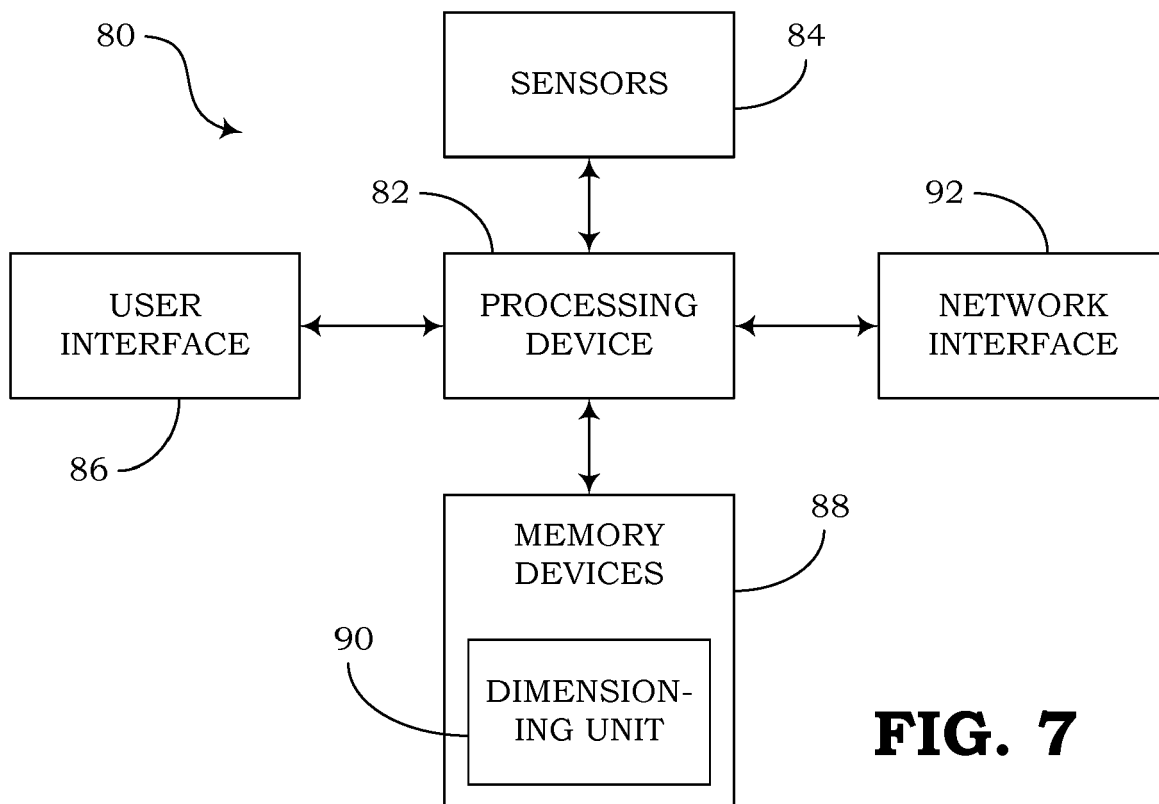 80
SENSORS
84
82
92
USER
INTERFACE
PROCESSING
DEVICE
NETWORK
INTERFACE
86
MEMORY
DEVICES
88
90
DIMENSION-
ING UNIT
FIG. 7